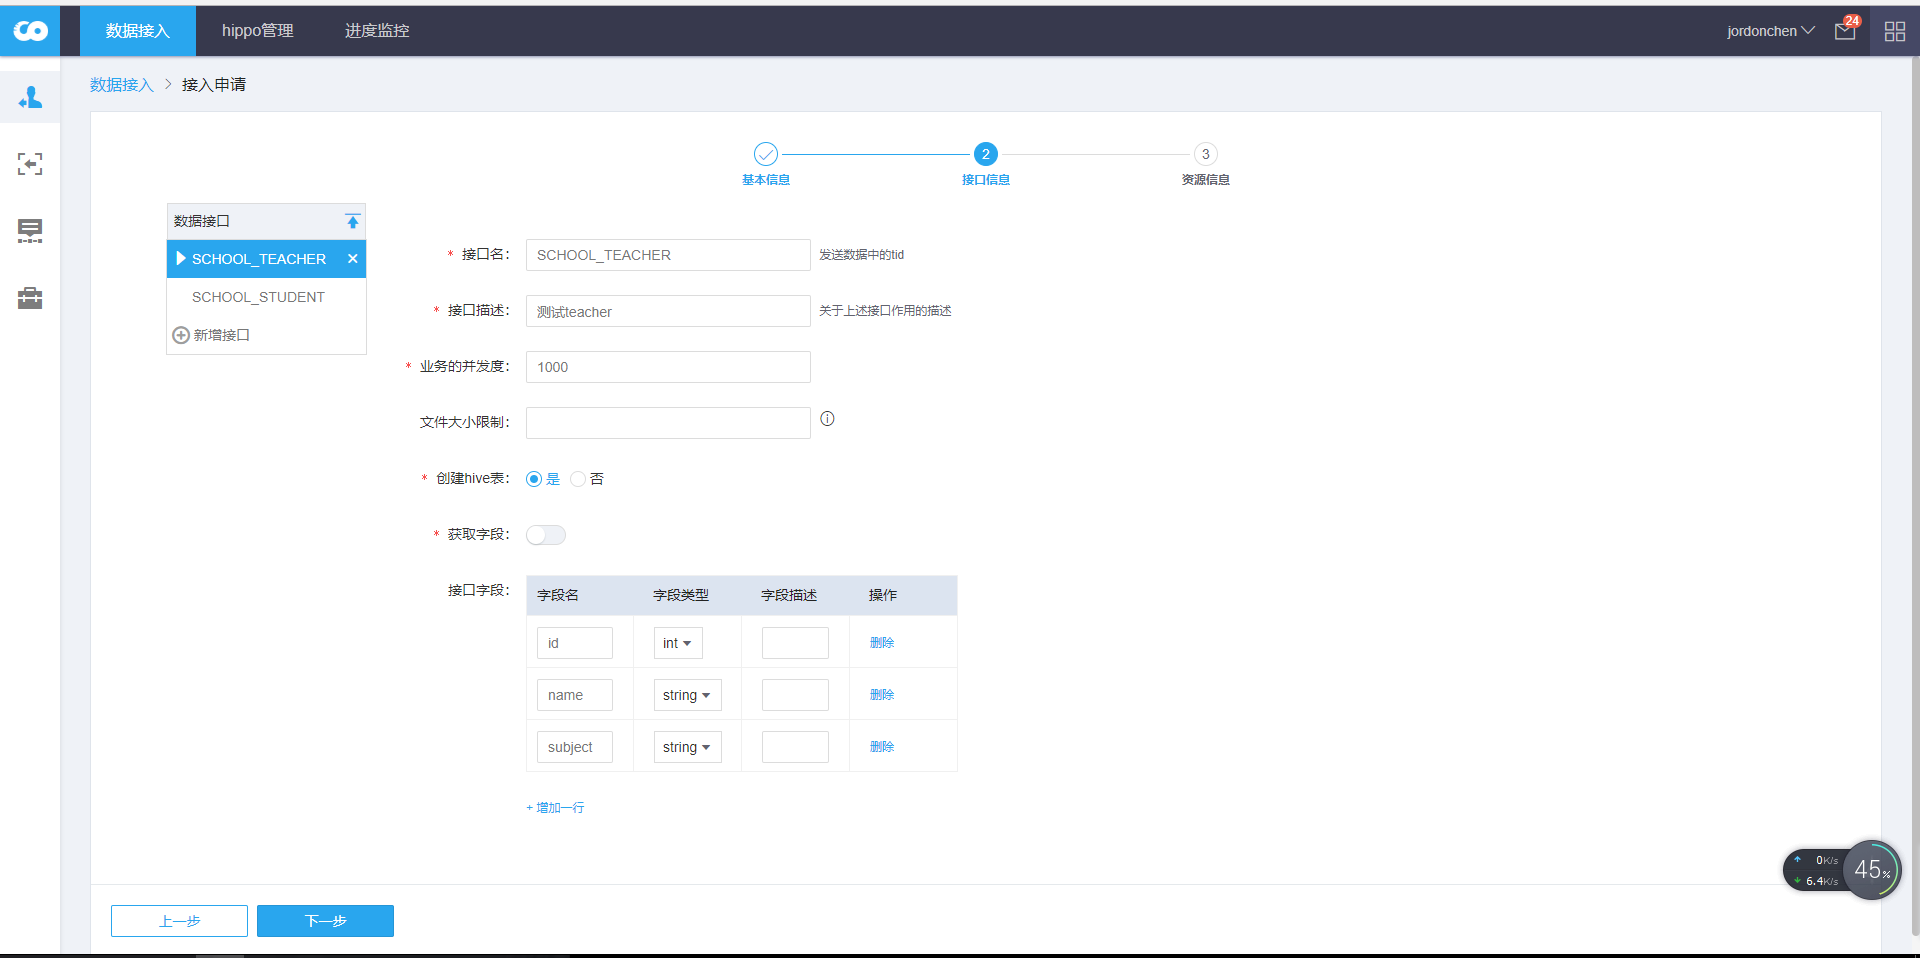 数据接入 hippo管理 进度监控 jordonchen 24
数据接入 > 接入申请
2 3
基本信息 接口信息 资源信息
数据接口
SCHOOL_TEACHER
SCHOOL_STUDENT
新增接口
* 接口名： SCHOOL_TEACHER 发送数据中的tid
* 接口描述： 测试teacher 关于上述接口作用的描述
* 业务的并发度： 1000
文件大小限制：
* 创建hive表： 是 否
* 获取字段：
接口字段： 字段名 字段类型 字段描述 操作
id int 删除
name string 删除
subject string 删除
+ 增加一行
0K/s
6.4K/s
45%
上一步 下一步